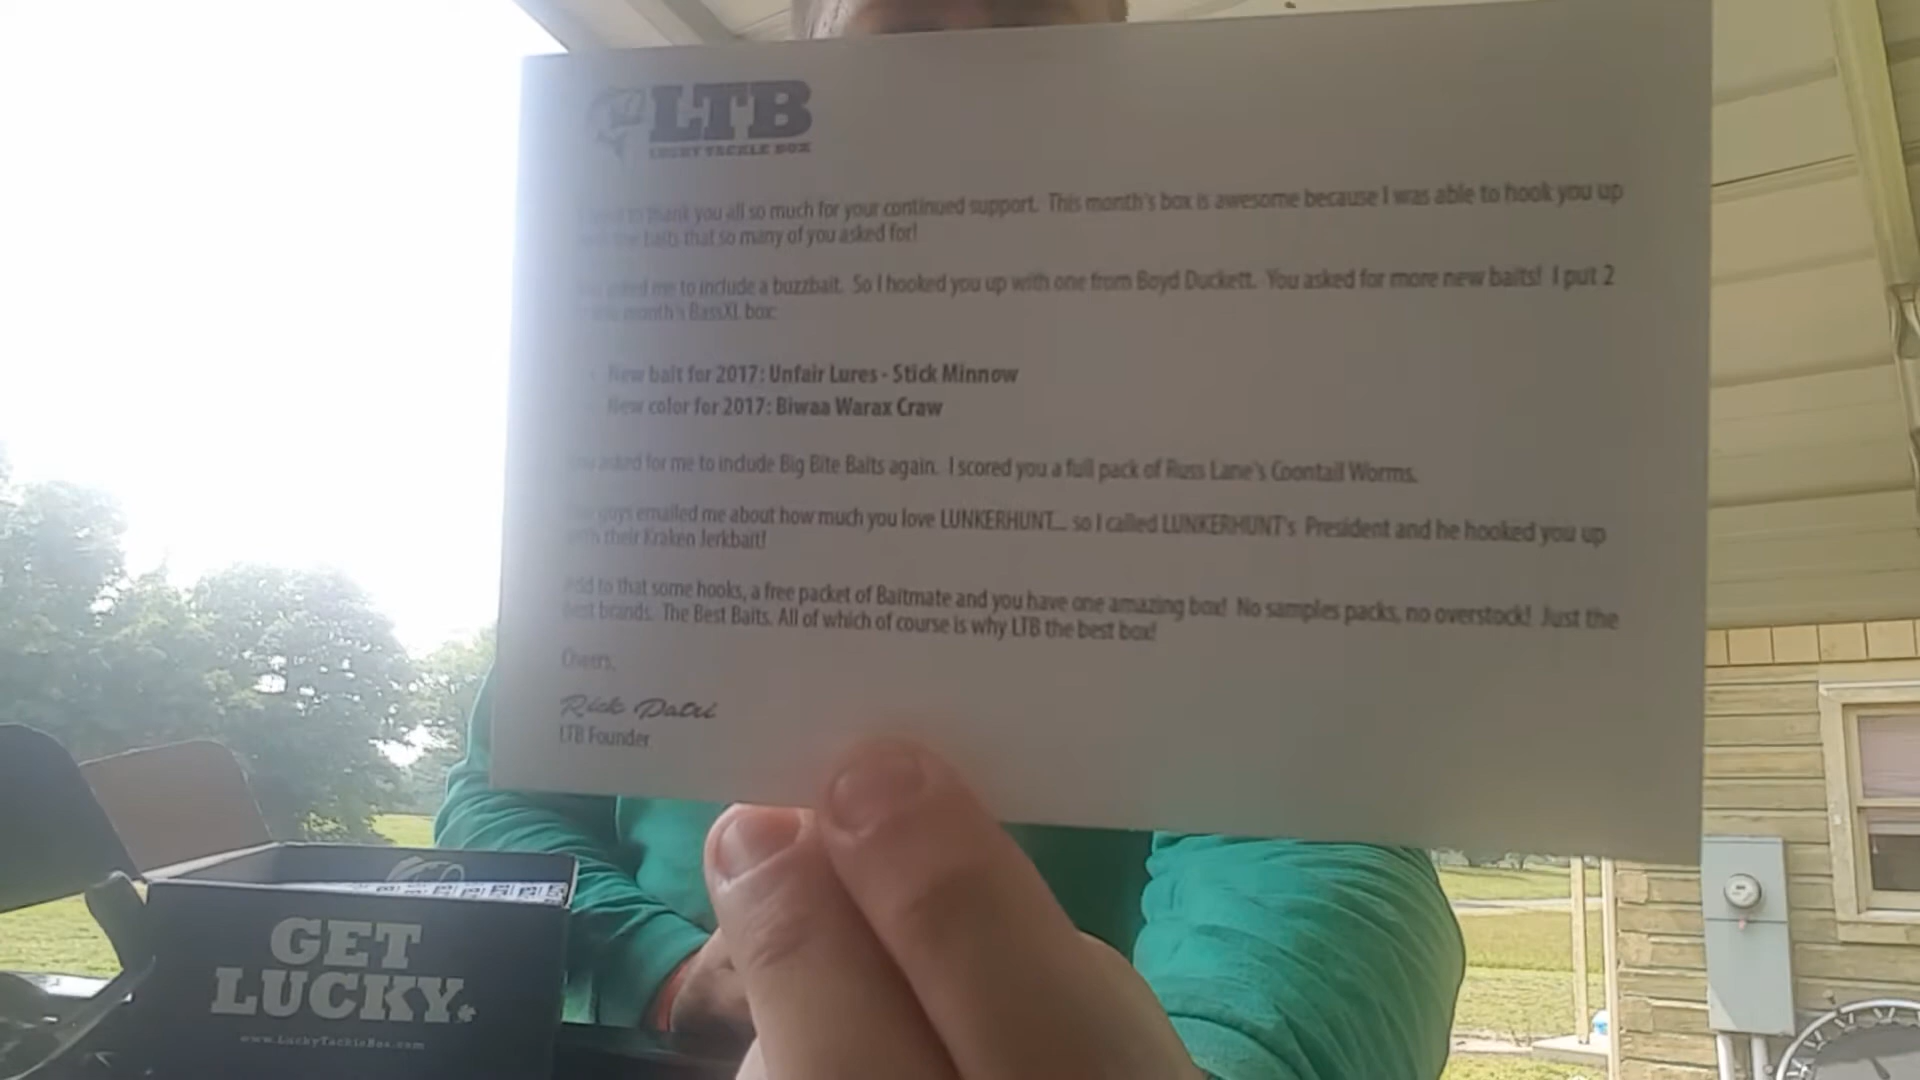 LTB
LUCKY TACKLE BOX
to thank you all so much for your continued support. This month's box is awesome because I was able to hook you up
the baits that so many of you asked for!
asked me to include a buzzbait. So I hooked you up with one from Boyd Duckett. You asked for more new baits! I put 2
month's BassXL box:
New bait for 2017: Unfair Lures - Stick Minnow
New color for 2017: Biwaa Warax Craw
asked for me to include Big Bite Baits again. I scored you a full pack of Russ Lane's Coontail Worms.
guys emailed me about how much you love LUNKERHUNT... so I called LUNKERHUNT's President and he hooked you up
with their Kraken Jerkbait!
Add to that some hooks, a free packet of Baitmate and you have one amazing box! No samples packs, no overstock! Just the
best brands. The Best Baits. All of which of course is why LTB the best box!
Cheers,
Rick Patri
LTB Founder
GET
LUCKY.
www.LuckyTackleBox.com